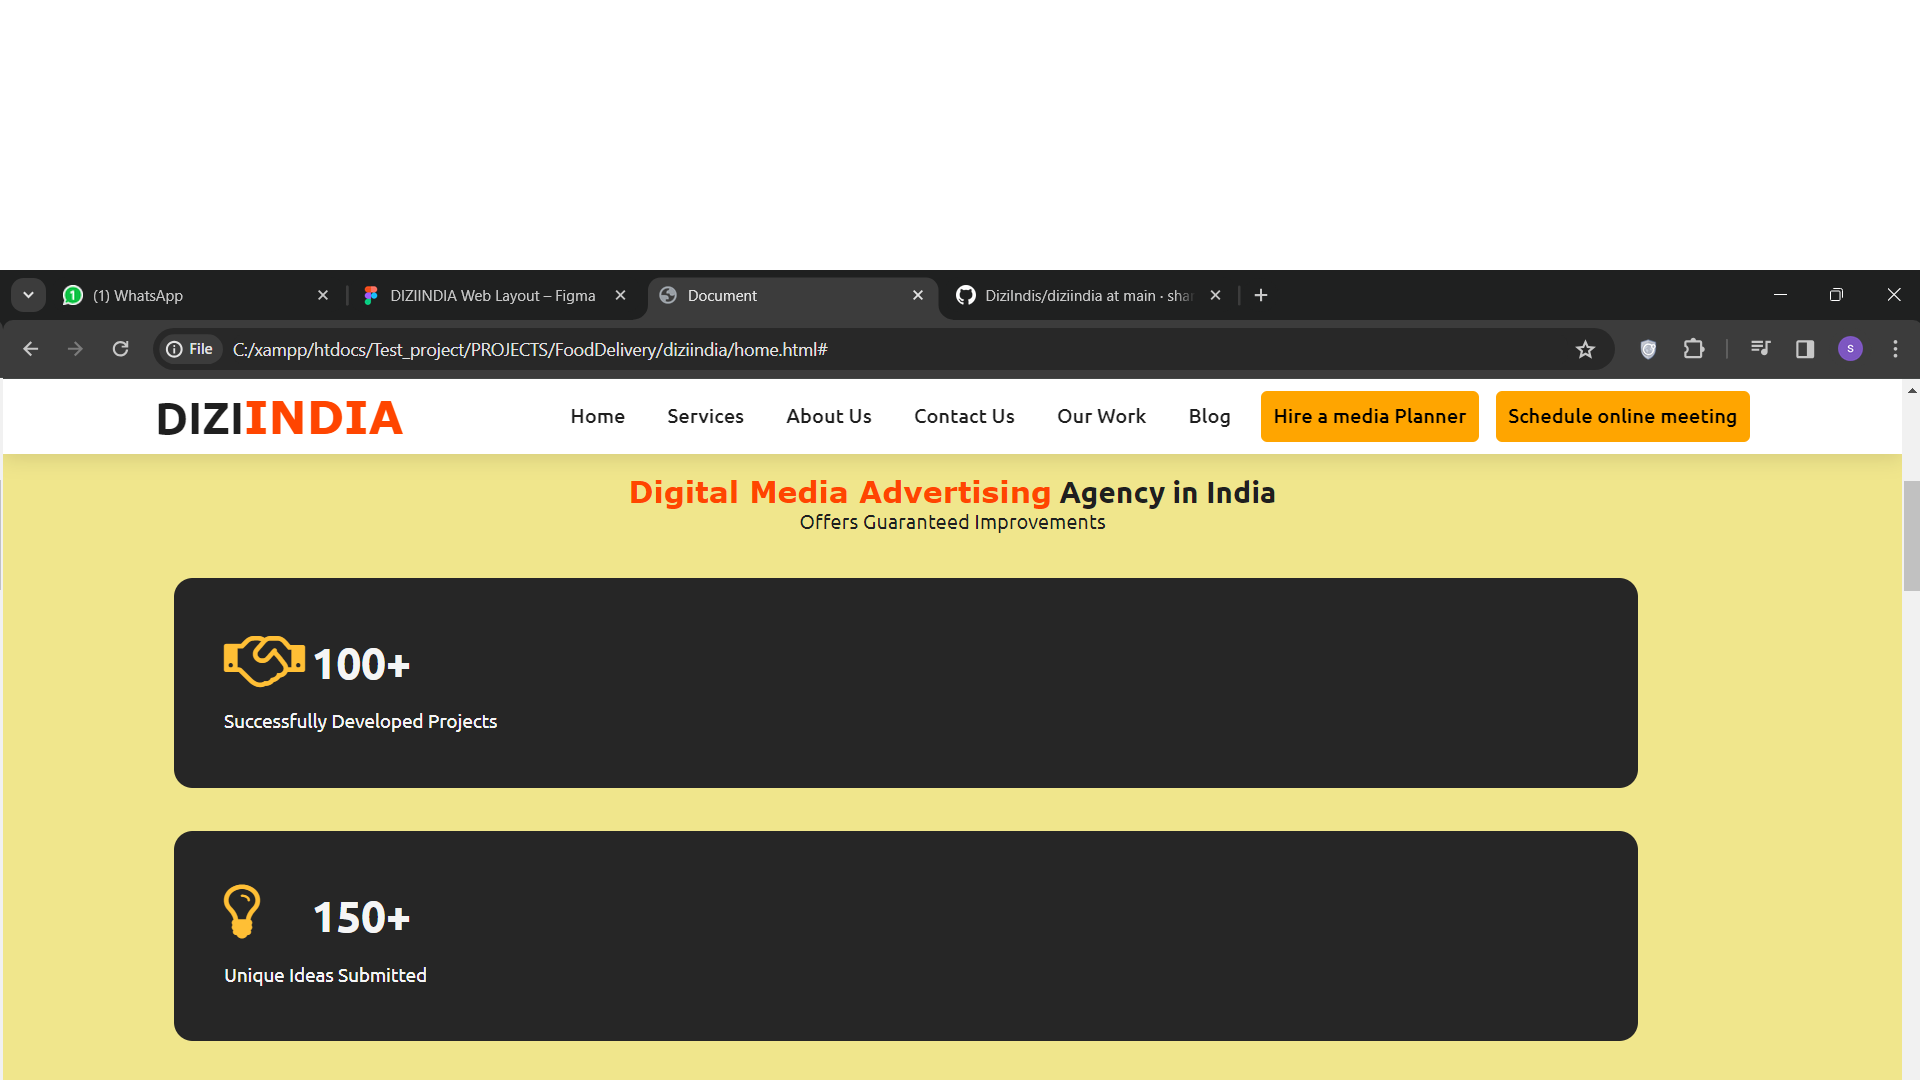 (1) WhatsApp
DIZIINDIA Web Layout – Figma
Document
DiziIndis/diziindia at main · shar
File
C:/xampp/htdocs/Test_project/PROJECTS/FoodDelivery/diziindia/home.html#
S
DIZIINDIA
Home
Services
About Us
Contact Us
Our Work
Blog
Hire a media Planner
Schedule online meeting
Digital Media Advertising Agency in India
Offers Guaranteed Improvements
100+
Successfully Developed Projects
150+
Unique Ideas Submitted